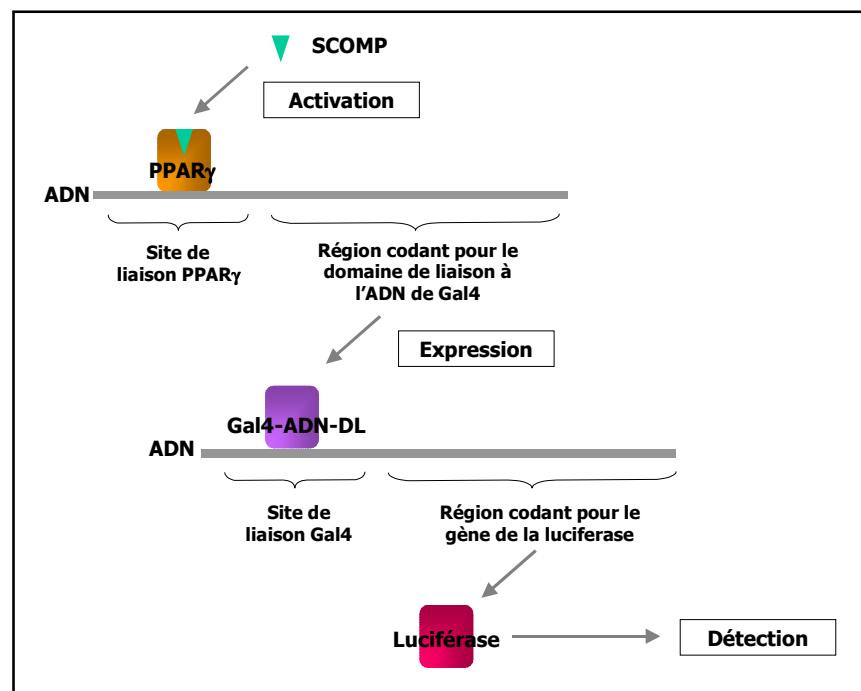 SCOMP
Activation
PPARγ
ADN
Site de
liaison PPARγ
Région codant pour le
domaine de liaison à
l'ADN de Gal4
Expression
Gal4-ADN-DL
ADN
Site de
liaison Gal4
Région codant pour le
gène de la luciferase
Luciférase
Détection